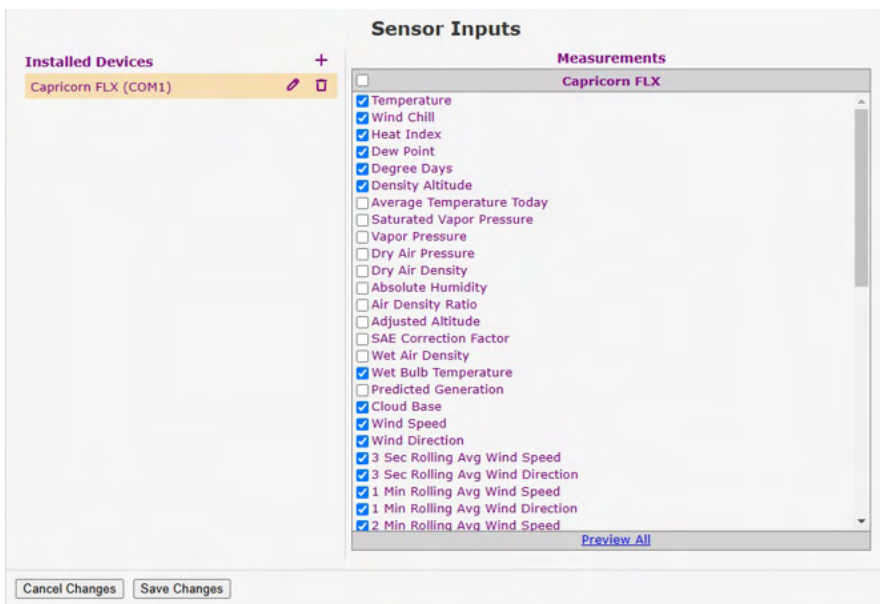 Sensor Inputs
Installed Devices
+
Capricorn FLX (COM1)
Measurements
Capricorn FLX
Temperature
Wind Chill
Heat Index
Dew Point
Degree Days
Density Altitude
Average Temperature Today
Saturated Vapor Pressure
Vapor Pressure
Dry Air Pressure
Dry Air Density
Absolute Humidity
Air Density Ratio
Adjusted Altitude
SAE Correction Factor
Wet Air Density
Wet Bulb Temperature
Predicted Generation
Cloud Base
Wind Speed
Wind Direction
3 Sec Rolling Avg Wind Speed
3 Sec Rolling Avg Wind Direction
1 Min Rolling Avg Wind Speed
1 Min Rolling Avg Wind Direction
2 Min Rolling Avg Wind Speed
Preview All
Cancel Changes Save Changes